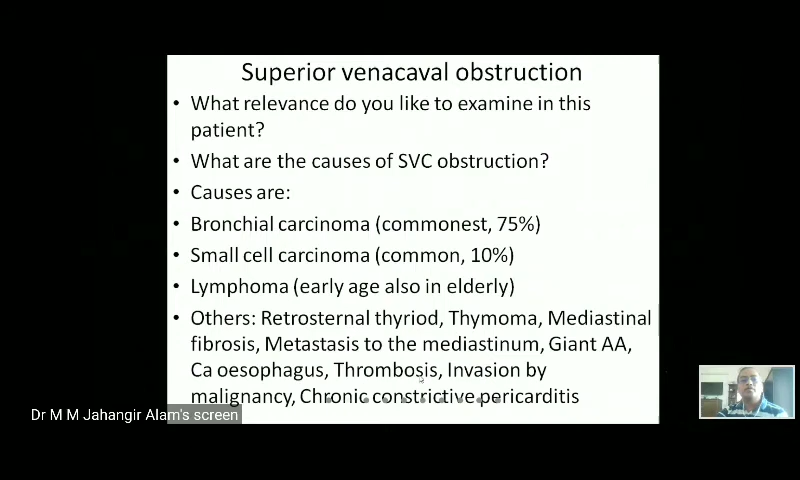 Superior venacaval obstruction
• What relevance do you like to examine in this
patient?
• What are the causes of SVC obstruction?
• Causes are:
• Bronchial carcinoma (commonest, 75%)
• Small cell carcinoma (common, 10%)
• Lymphoma (early age also in elderly)
• Others: Retrosternal thyriod, Thymoma, Mediastinal
fibrosis, Metastasis to the mediastinum, Giant AA,
Ca oesophagus, Thrombosis, Invasion by
malignancy, Chronic constrictive pericarditis
Dr M M Jahangir Alam's screen